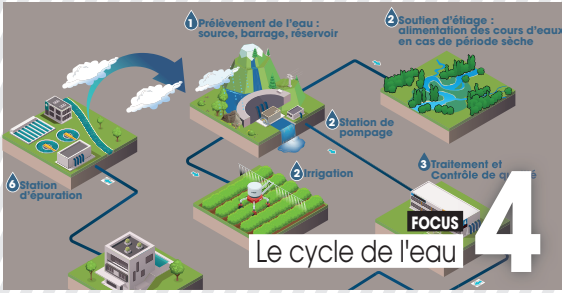 1 Prélèvement de l'eau :
source, barrage, réservoir
2 Soutien d'étiage :
alimentation des cours d'eaux
en cas de période sèche
2 Station de
pompage
2 Irrigation
3 Traitement et
Contrôle de
6 Station
d'épuration
FOCUS
Le cycle de l'eau
4